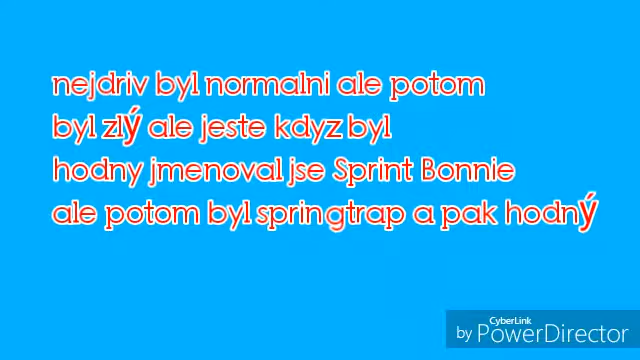 nejdriv byl normalni ale potom
byl zlý ale jeste kdyz byl
hodny jmenoval jse Sprint Bonnie
ale potom byl springtrap a pak hodný
CyberLink
by PowerDirector